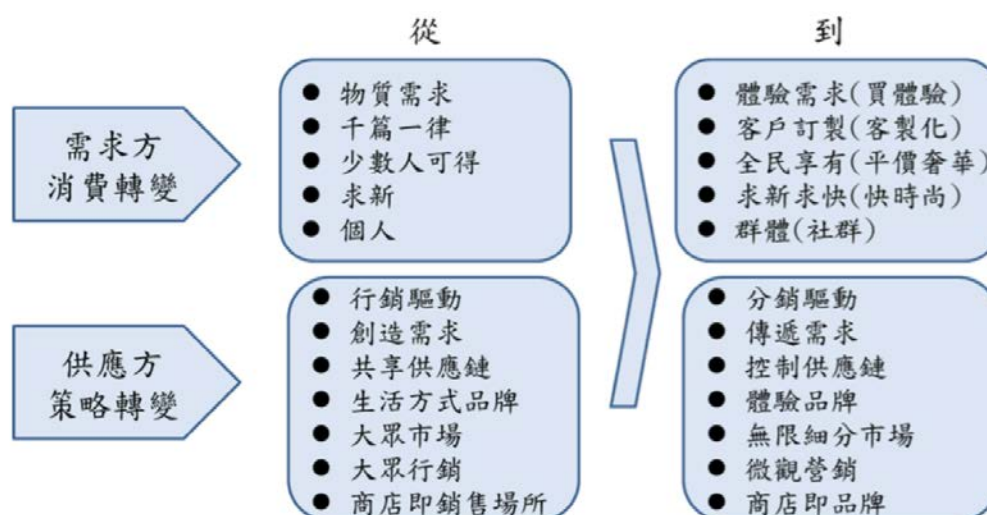 從
到
需求方
消費轉變
● 物質需求
● 千篇一律
● 少數人可得
● 求新
● 個人
● 體驗需求(買體驗)
● 客戶訂製(客製化)
● 全民享有(平價奢華)
● 求新求快(快時尚)
● 群體(社群)
供應方
策略轉變
● 行銷驅動
● 創造需求
● 共享供應鏈
● 生活方式品牌
● 大眾市場
● 大眾行銷
● 商店即銷售場所
● 分銷驅動
● 傳遞需求
● 控制供應鏈
● 體驗品牌
● 無限細分市場
● 微觀營銷
● 商店即品牌